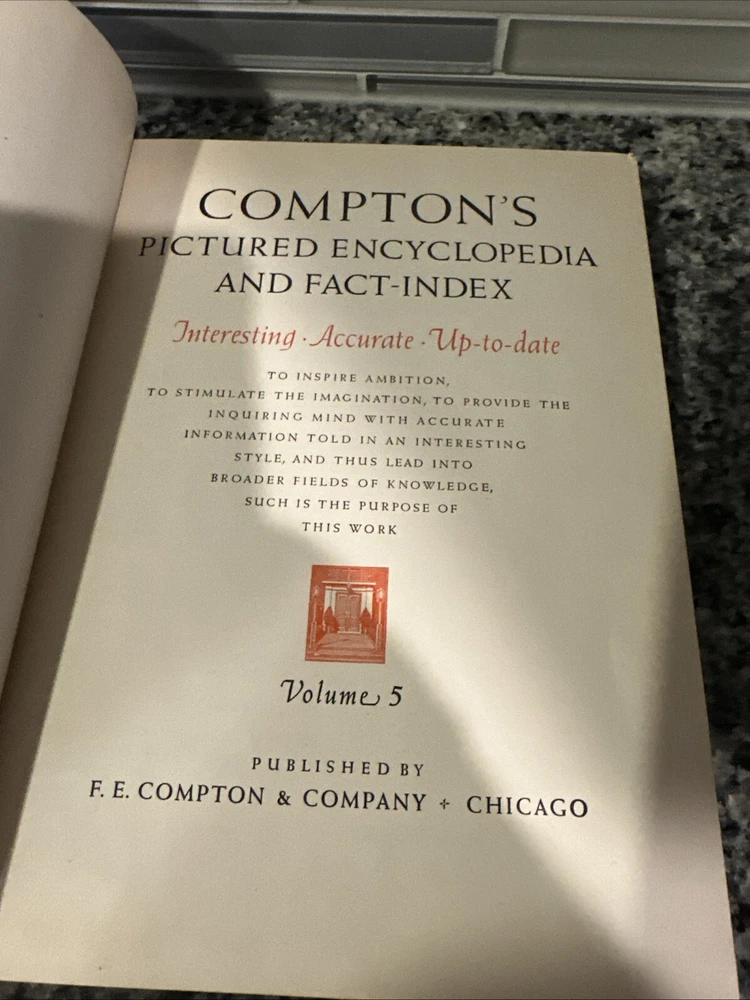 COMPTON'S
PICTURED ENCYCLOPEDIA
AND FACT-INDEX
Interesting · Accurate · Up-to-date
TO INSPIRE AMBITION,
TO STIMULATE THE IMAGINATION, TO PROVIDE THE
INQUIRING MIND WITH ACCURATE
INFORMATION TOLD IN AN INTERESTING
STYLE, AND THUS LEAD INTO
BROADER FIELDS OF KNOWLEDGE,
SUCH IS THE PURPOSE OF
THIS WORK
Volume 5
PUBLISHED BY
F. E. COMPTON & COMPANY + CHICAGO